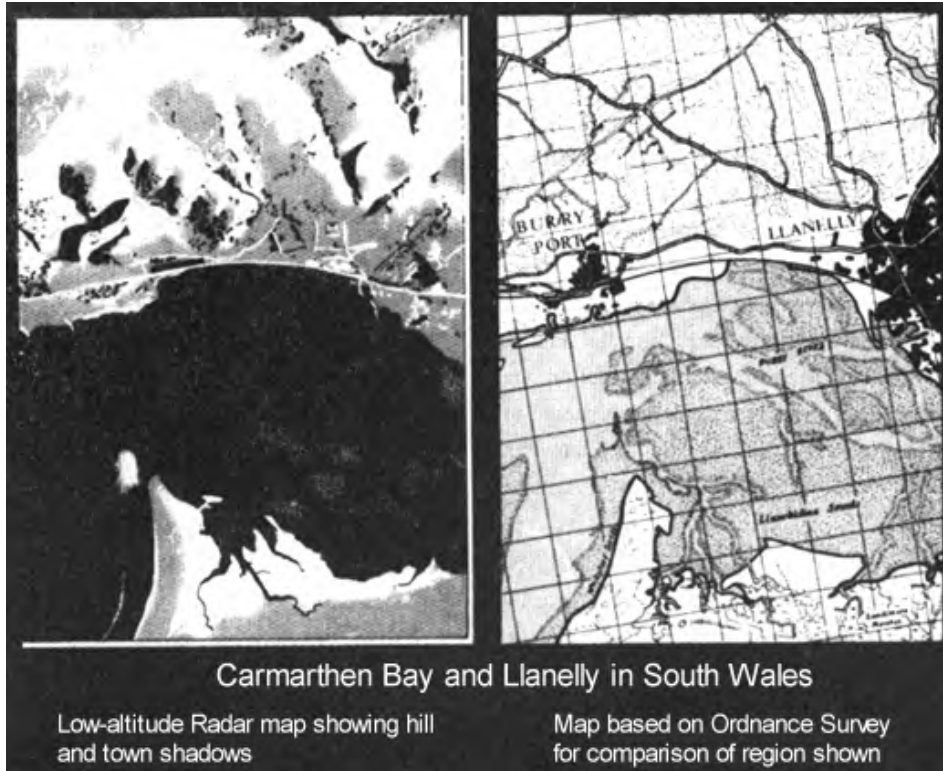 BURRY
PORT
LLANELLY
Carmarthen Bay and Llanelly in South Wales
Low-altitude Radar map showing hill
and town shadows
Map based on Ordnance Survey
for comparison of region shown